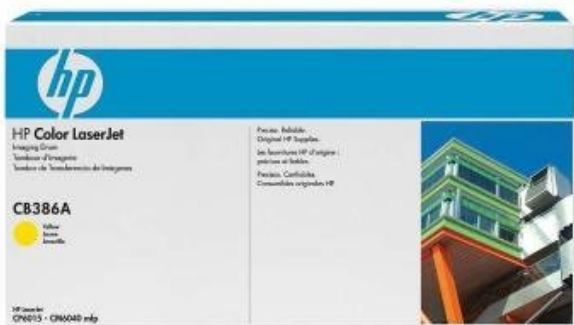 hp
HP Color LaserJet
Imaging Drum
Tambour d'imagerie
Tambor de Transferencia de Imágenes
CB386A
Yellow
Jaune
Amarillo
HP LaserJet
CP6015 · CM6040 mfp
Precise. Reliable.
Original HP Supplies.
Les fournitures HP d'origine :
précises et fiables.
Precisos. Confiables.
Consumibles originales HP